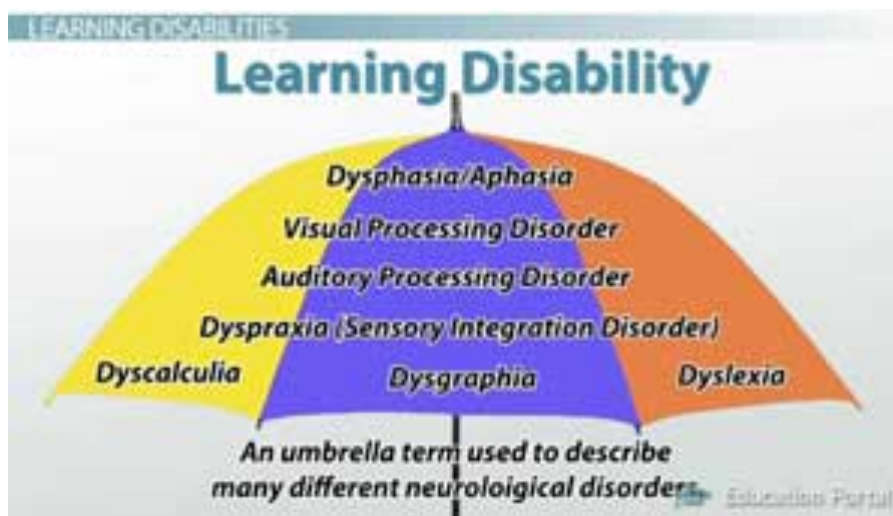 LEARNING DISABILITIES
Learning Disability
Dysphasia/Aphasia
Visual Processing Disorder
Auditory Processing Disorder
Dyspraxia (Sensory Integration Disorder)
Dyscalculia Dysgraphia Dyslexia
An umbrella term used to describe
many different neuroloigical disorders
Education Portal